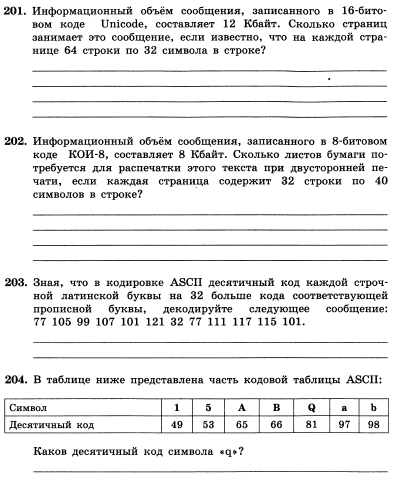 201. Информационный объём сообщения, записанного в 16-бито-
вом коде Unicode, составляет 12 Кбайт. Сколько страниц
занимает это сообщение, если известно, что на каждой стра-
нице 64 строки по 32 символа в строке?
202. Информационный объём сообщения, записанного в 8-битовом
коде КОИ-8, составляет 8 Кбайт. Сколько листов бумаги по-
требуется для распечатки этого текста при двусторонней пе-
чати, если каждая страница содержит 32 строки по 40
символов в строке?
203. Зная, что в кодировке ASCII десятичный код каждой строч-
ной латинской буквы на 32 больше кода соответствующей
прописной буквы, декодируйте следующее сообщение:
77 105 99 107 101 121 32 77 111 117 115 101.
204. В таблице ниже представлена часть кодовой таблицы ASCII:
Символ 1 5 A B Q a b
Десятичный код 49 53 65 66 81 97 98
Каков десятичный код символа «q»?